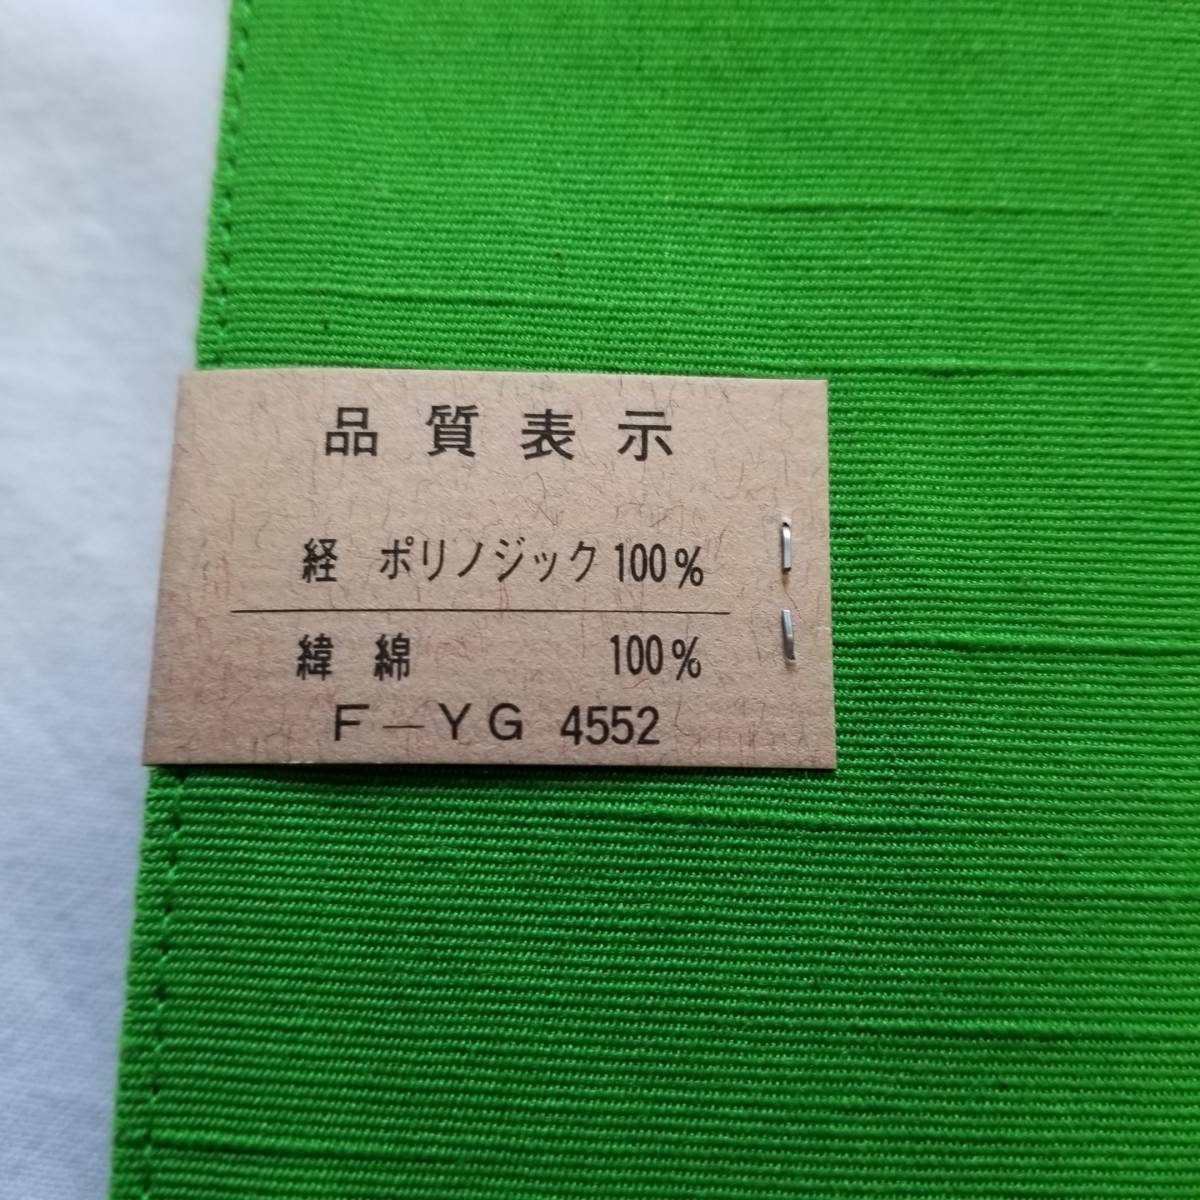 品質表示
経 ポリノジック 100%
緯 綿 100%
F-YG 4552